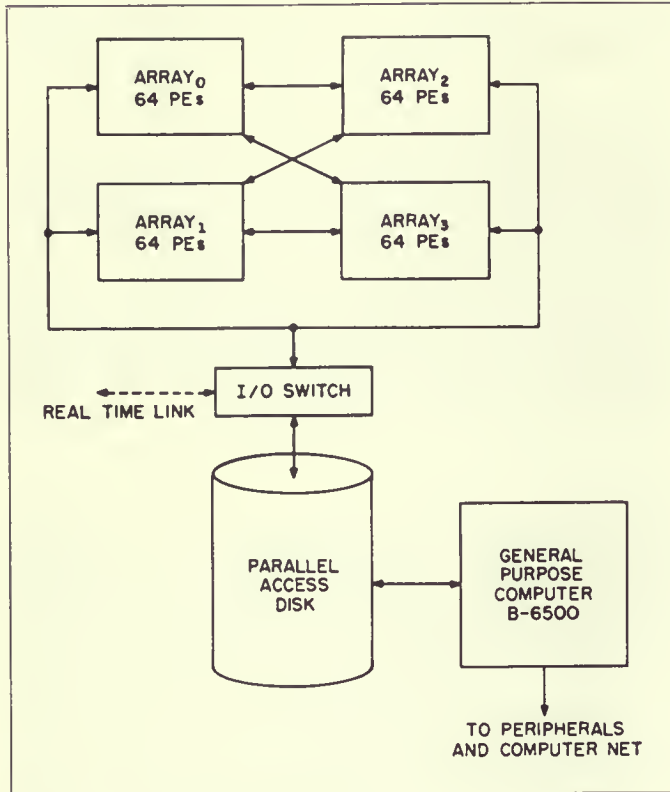 ARRAY₀
64 PEs
ARRAY₂
64 PEs
ARRAY₁
64 PEs
ARRAY₃
64 PEs
I/O SWITCH
REAL TIME LINK
PARALLEL
ACCESS
DISK
GENERAL
PURPOSE
COMPUTER
B-6500
TO PERIPHERALS
AND COMPUTER NET